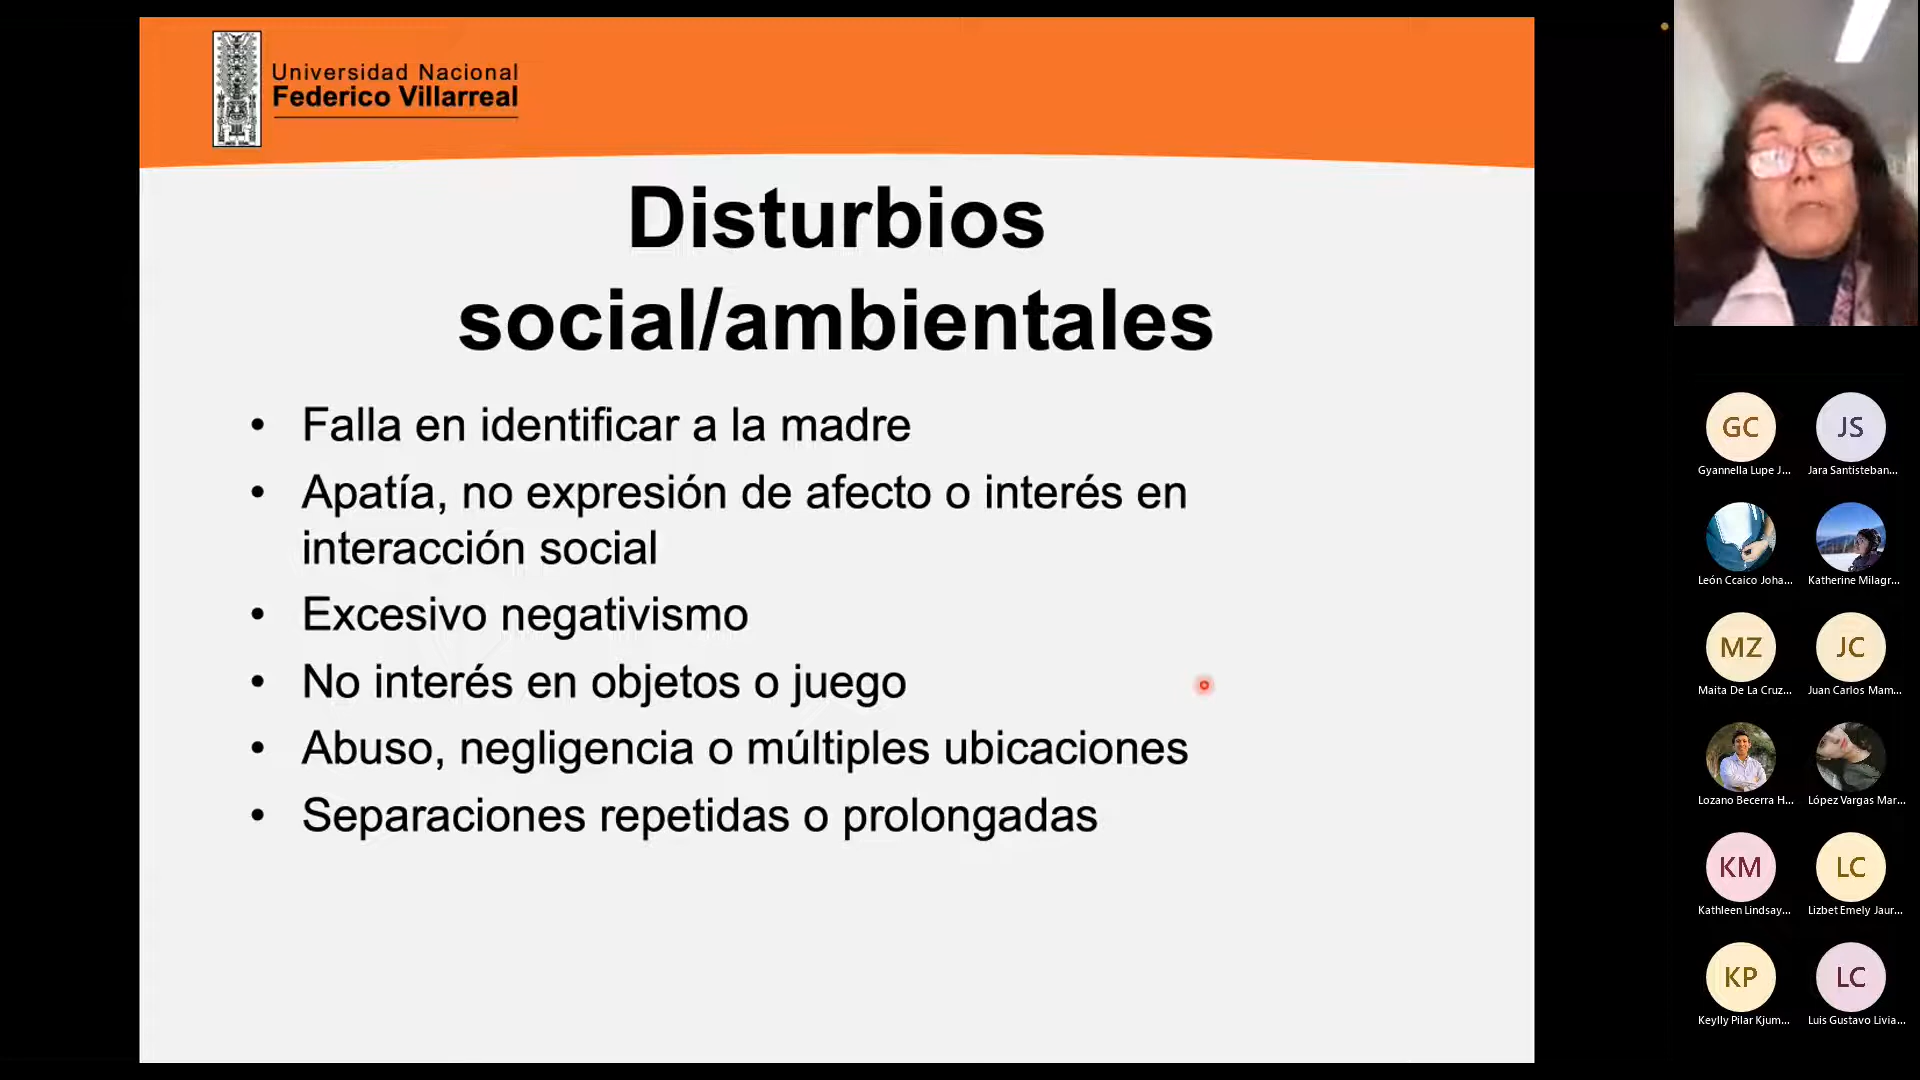 Universidad Nacional
Federico Villarreal
Disturbios
social/ambientales
• Falla en identificar a la madre
• Apatía, no expresión de afecto o interés en
interacción social
• Excesivo negativismo
• No interés en objetos o juego
• Abuso, negligencia o múltiples ubicaciones
• Separaciones repetidas o prolongadas
GC
JS
Gyannella Lupe J...
Jara Santisteban...
León Ccaico Joha...
Katherine Milagr...
MZ
JC
Maita De La Cruz...
Juan Carlos Mam...
Lozano Becerra H...
López Vargas Mar...
KM
LC
Kathleen Lindsay...
Lizbet Emely Jaur...
KP
LC
Keylly Pilar Kjum...
Luis Gustavo Livia...